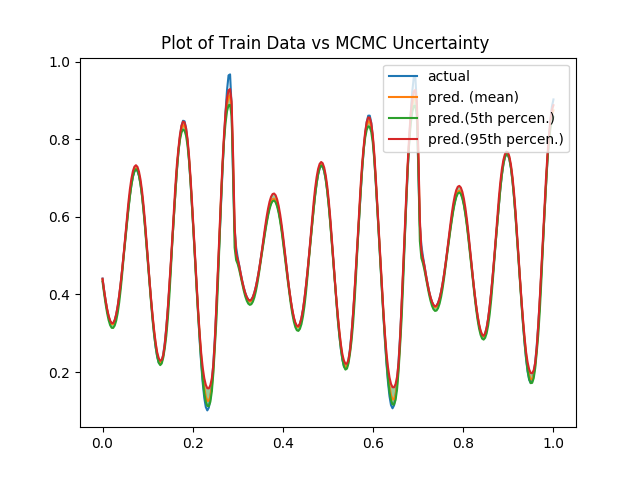 Plot of Train Data vs MCMC Uncertainty
1.0
0.8
0.6
0.4
0.2
actual
pred. (mean)
pred.(5th percen.)
pred.(95th percen.)
0.0 0.2 0.4 0.6 0.8 1.0